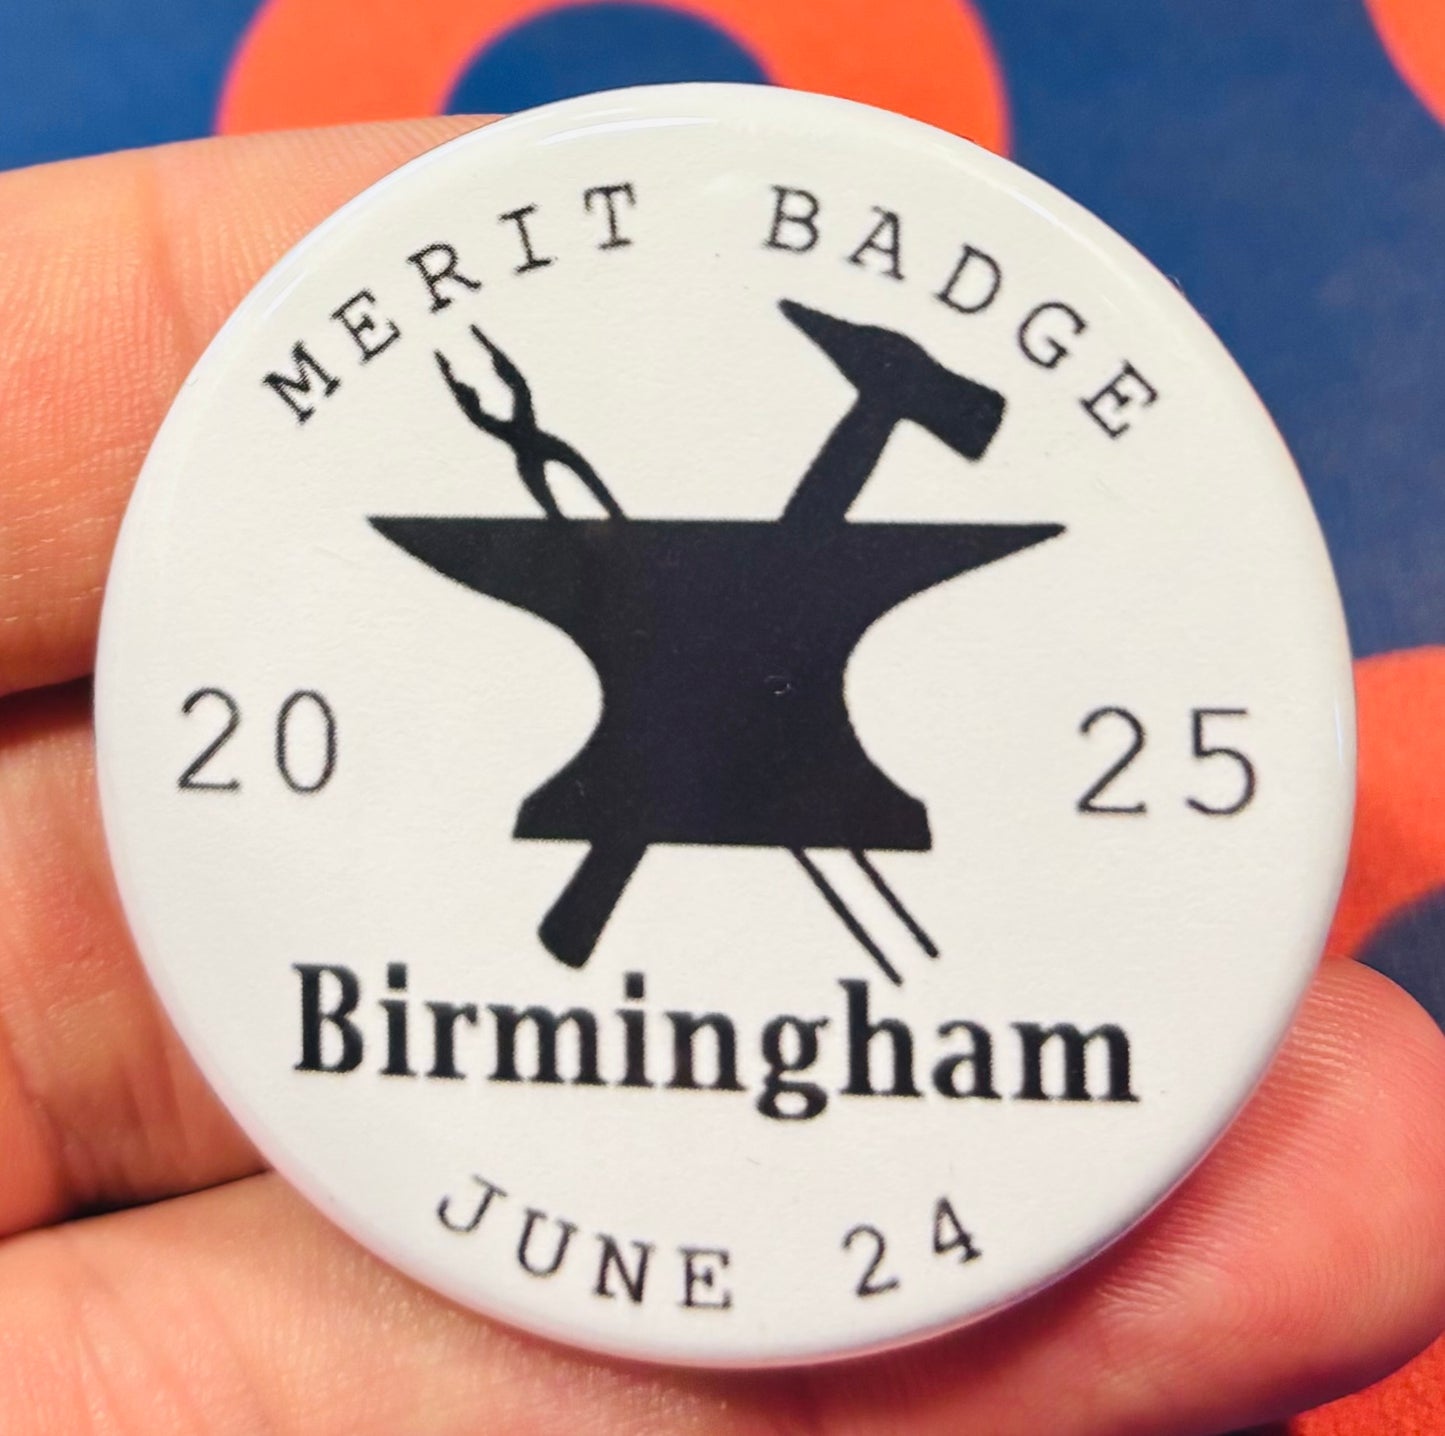 MERIT BADGE
20 25
Birmingham
JUNE 24